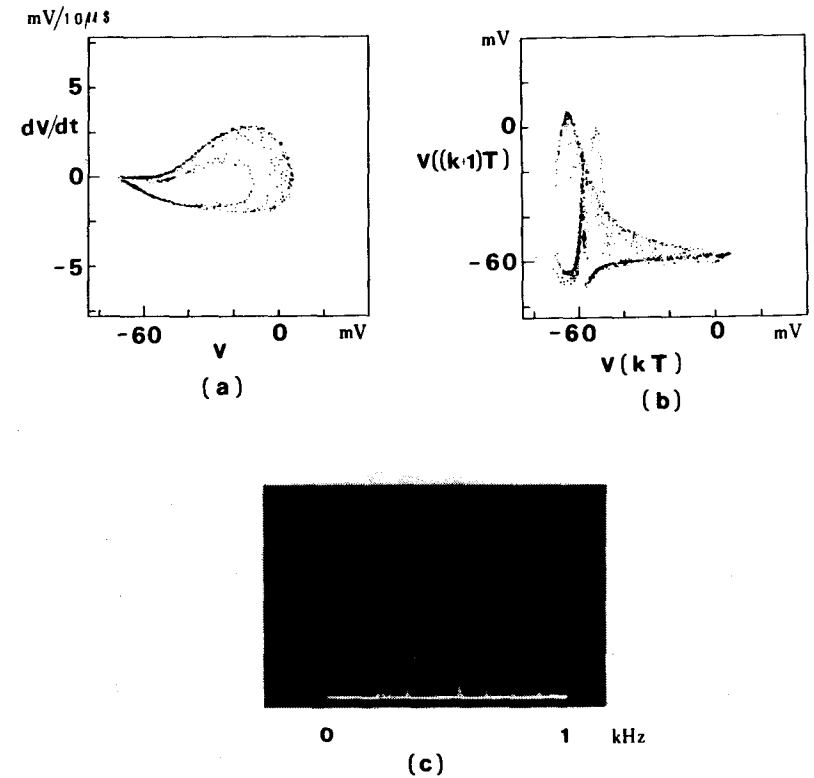 mV/10μs
5
dV/dt
0
-5
-60
0
mV
V
(a)
mV
0
V((k+1)T)
-60
-60
0
mV
V(kT)
(b)
0
1
kHz
(c)